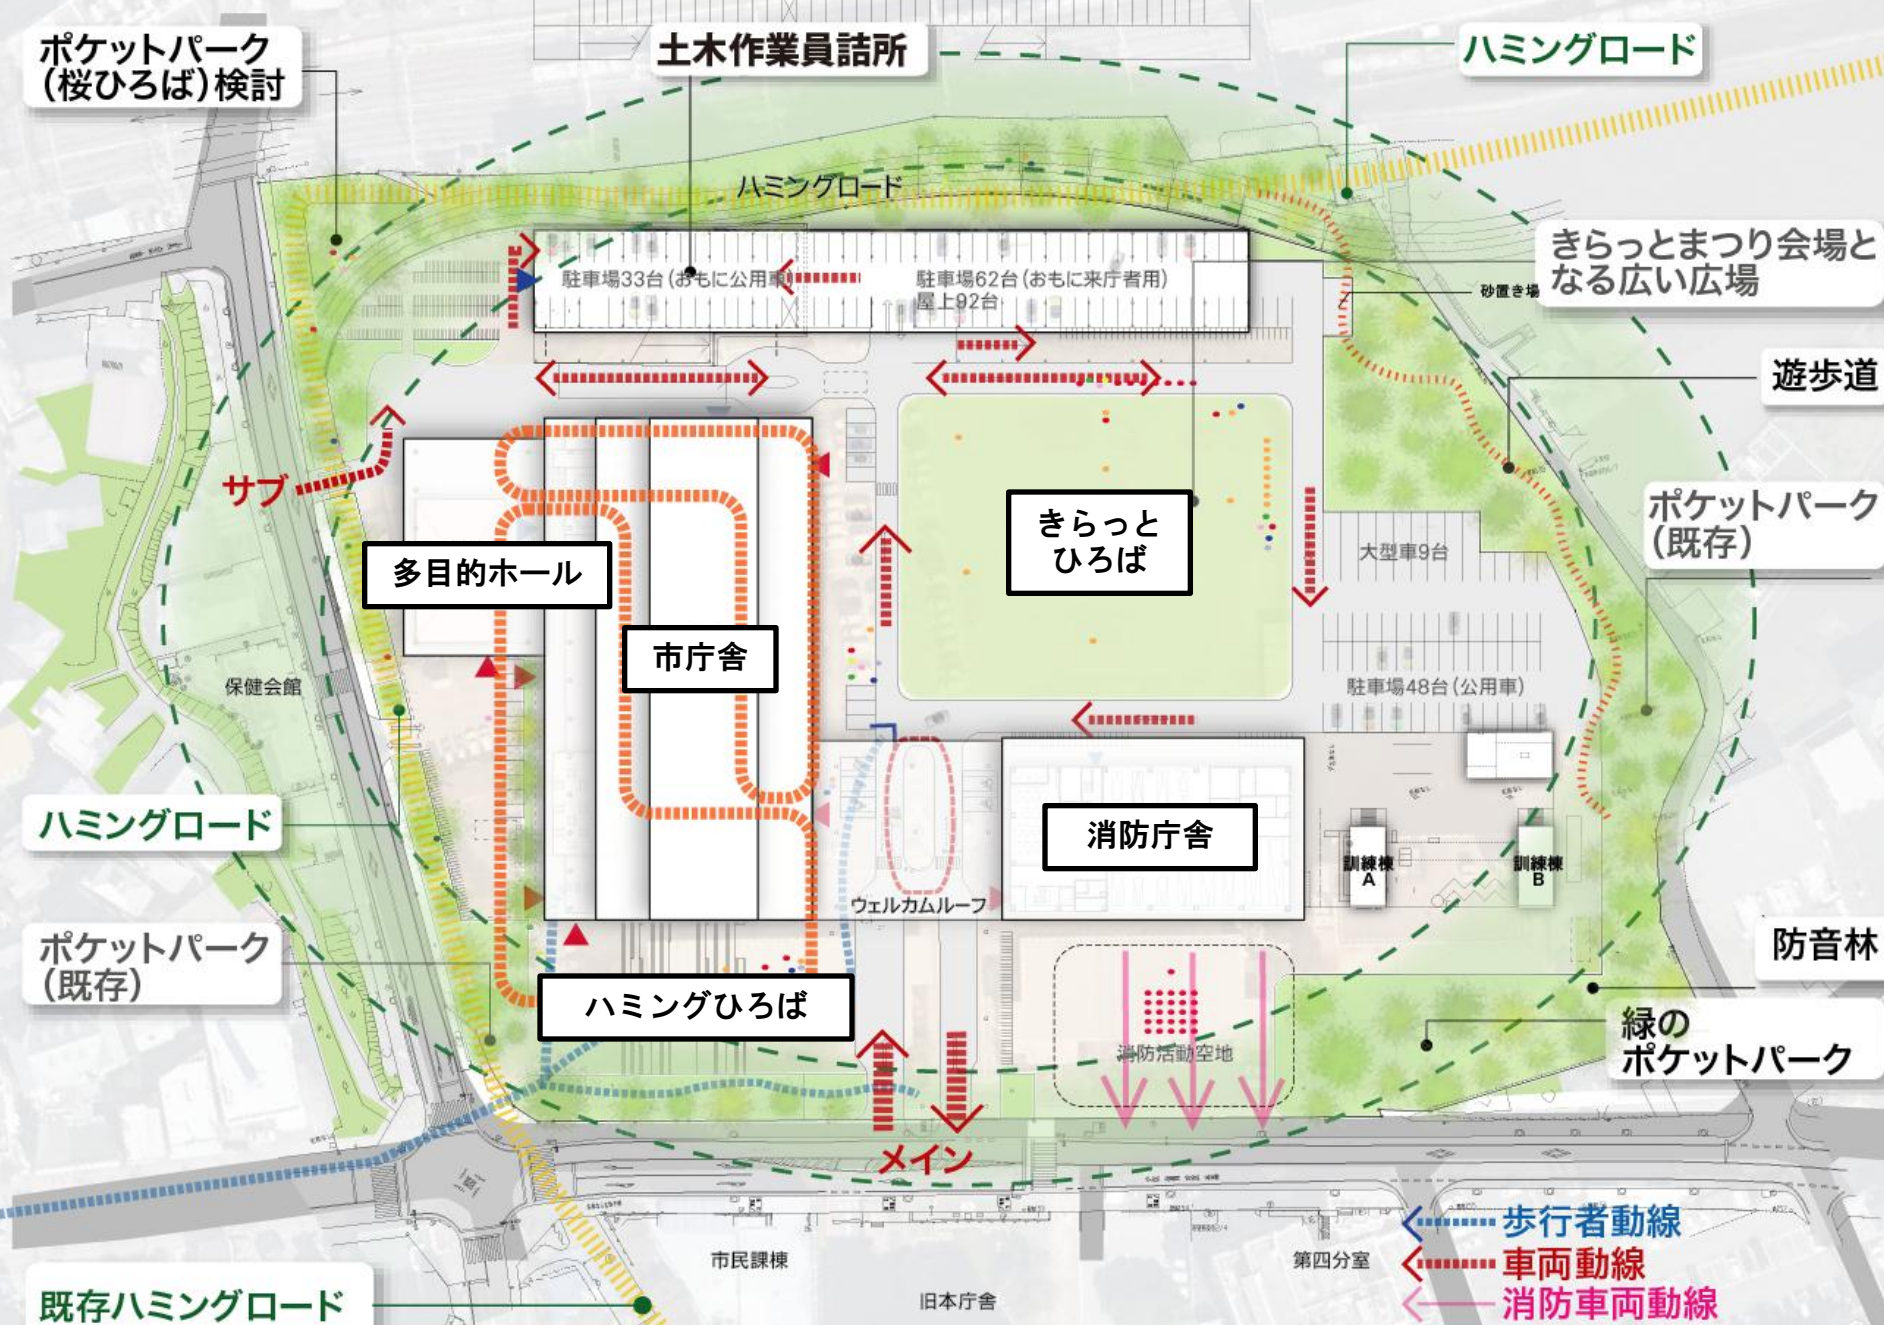 ポケットパーク
(桜ひろば)検討
土木作業員詰所
ハミングロード
ハミングロード
駐車場33台(おもに公用車)
駐車場62台(おもに来庁者用)
屋上92台
砂置き場
きらっとまつり会場と
なる広い広場
遊歩道
サブ
多目的ホール
市庁舎
きらっと
ひろば
大型車9台
ポケットパーク
(既存)
保健会館
駐車場48台(公用車)
ハミングロード
消防庁舎
訓練棟
A
訓練棟
B
ウェルカムルーフ
ポケットパーク
(既存)
ハミングひろば
防音林
消防活動空地
緑の
ポケットパーク
メイン
歩行者動線
車両動線
消防車両動線
市民課棟
第四分室
旧本庁舎
既存ハミングロード